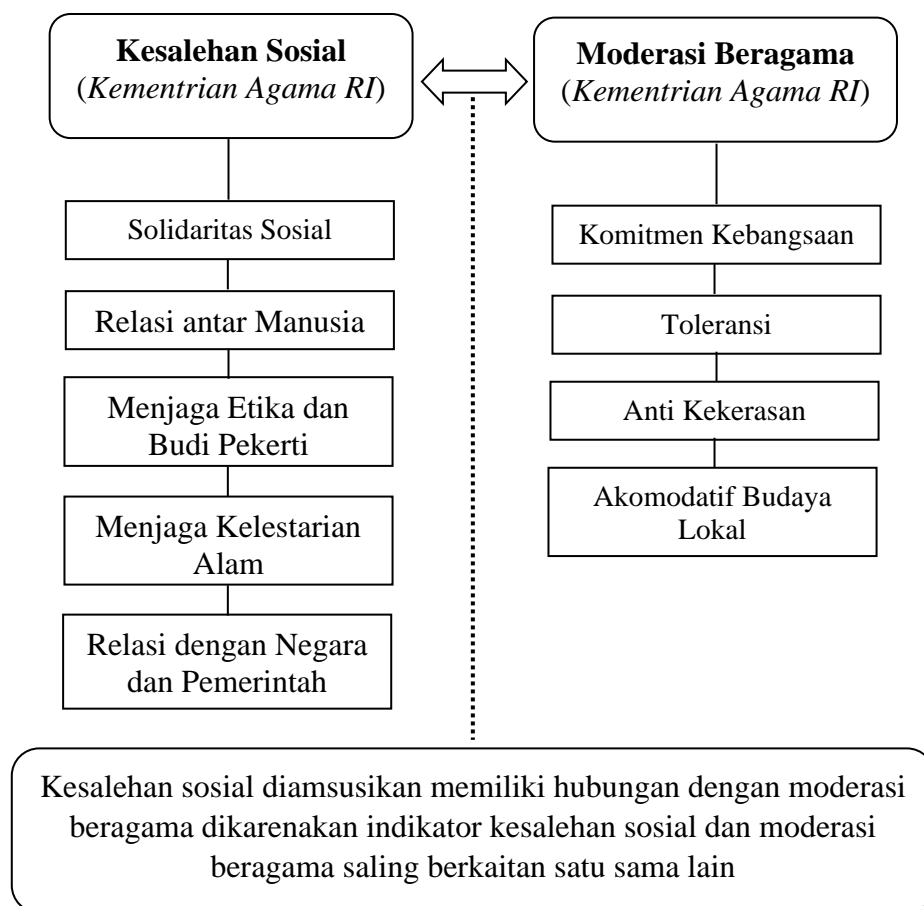 Kesalehan Sosial
(Kementrian Agama RI)
Moderasi Beragama
(Kementrian Agama RI)
Solidaritas Sosial
Relasi antar Manusia
Menjaga Etika dan
Budi Pekerti
Menjaga Kelestarian
Alam
Relasi dengan Negara
dan Pemerintah
Komitmen Kebangsaan
Toleransi
Anti Kekerasan
Akomodatif Budaya
Lokal
Kesalehan sosial diamsusikan memiliki hubungan dengan moderasi
beragama dikarenakan indikator kesalehan sosial dan moderasi
beragama saling berkaitan satu sama lain